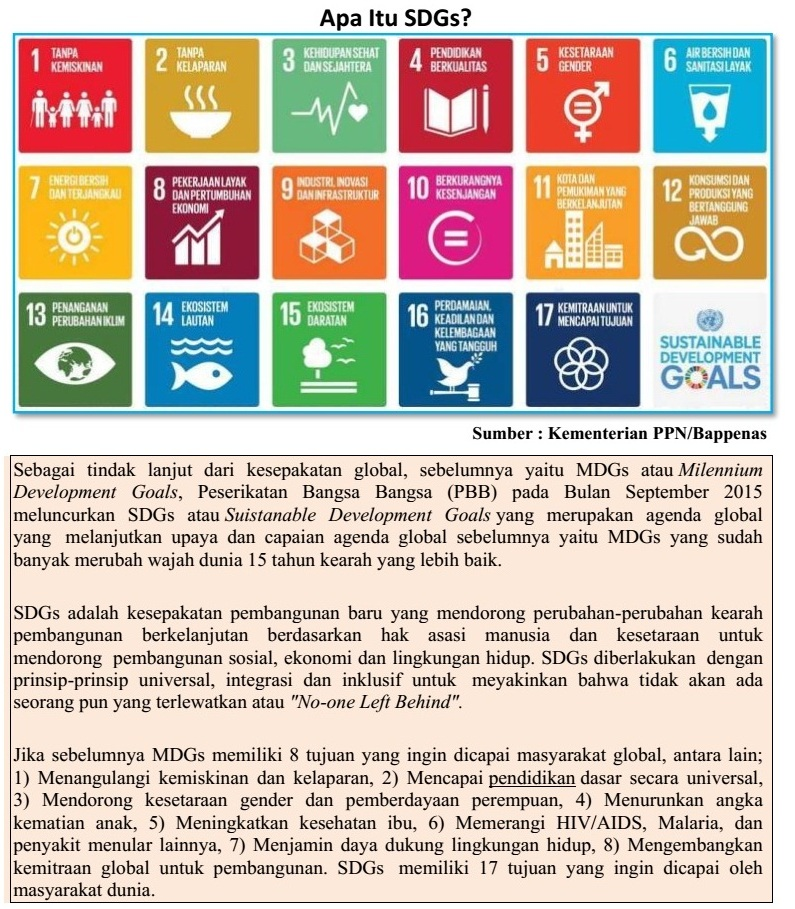 Apa Itu SDGs?
1 TANPA
KEMISKINAN
2 TANPA
KELAPARAN
3 KEHIDUPAN SEHAT
DAN SEJAHTERA
4 PENDIDIKAN
BERKUALITAS
5 KESETARAAN
GENDER
6 AIR BERSIH DAN
SANITASI LAYAK
7 ENERGI BERSIH
DAN TERJANGKAU
8 PEKERJAAN LAYAK
DAN PERTUMBUHAN
EKONOMI
9 INDUSTRI, INOVASI
DAN INFRASTRUKTUR
10 BERKURANGNYA
KESENJANGAN
11 KOTA DAN
PEMUKIMAN YANG
BERKELANJUTAN
12 KONSUMSI DAN
PRODUKSI YANG
BERTANGGUNG
JAWAB
13 PENANGANAN
PERUBAHAN IKLIM
14 EKOSISTEM
LAUTAN
15 EKOSISTEM
DARATAN
16 PERDAMAIAN,
KEADILAN DAN
KELEMBAGAAN
YANG TANGGUH
17 KEMITRAAN UNTUK
MENCAPAI TUJUAN
SUSTAINABLE
DEVELOPMENT
GOALS
Sumber : Kementerian PPN/Bappenas
Sebagai tindak lanjut dari kesepakatan global, sebelumnya yaitu MDGs atau Milennium
Development Goals, Peserikatan Bangsa Bangsa (PBB) pada Bulan September 2015
meluncurkan SDGs atau Suistanable Development Goals yang merupakan agenda global
yang melanjutkan upaya dan capaian agenda global sebelumnya yaitu MDGs yang sudah
banyak merubah wajah dunia 15 tahun kearah yang lebih baik.
SDGs adalah kesepakatan pembangunan baru yang mendorong perubahan-perubahan kearah
pembangunan berkelanjutan berdasarkan hak asasi manusia dan kesetaraan untuk
mendorong pembangunan sosial, ekonomi dan lingkungan hidup. SDGs diberlakukan dengan
prinsip-prinsip universal, integrasi dan inklusif untuk meyakinkan bahwa tidak akan ada
seorang pun yang terlewatkan atau "No-one Left Behind".
Jika sebelumnya MDGs memiliki 8 tujuan yang ingin dicapai masyarakat global, antara lain;
1) Menangulangi kemiskinan dan kelaparan, 2) Mencapai pendidikan dasar secara universal,
3) Mendorong kesetaraan gender dan pemberdayaan perempuan, 4) Menurunkan angka
kematian anak, 5) Meningkatkan kesehatan ibu, 6) Memerangi HIV/AIDS, Malaria, dan
penyakit menular lainnya, 7) Menjamin daya dukung lingkungan hidup, 8) Mengembangkan
kemitraan global untuk pembangunan. SDGs memiliki 17 tujuan yang ingin dicapai oleh
masyarakat dunia.